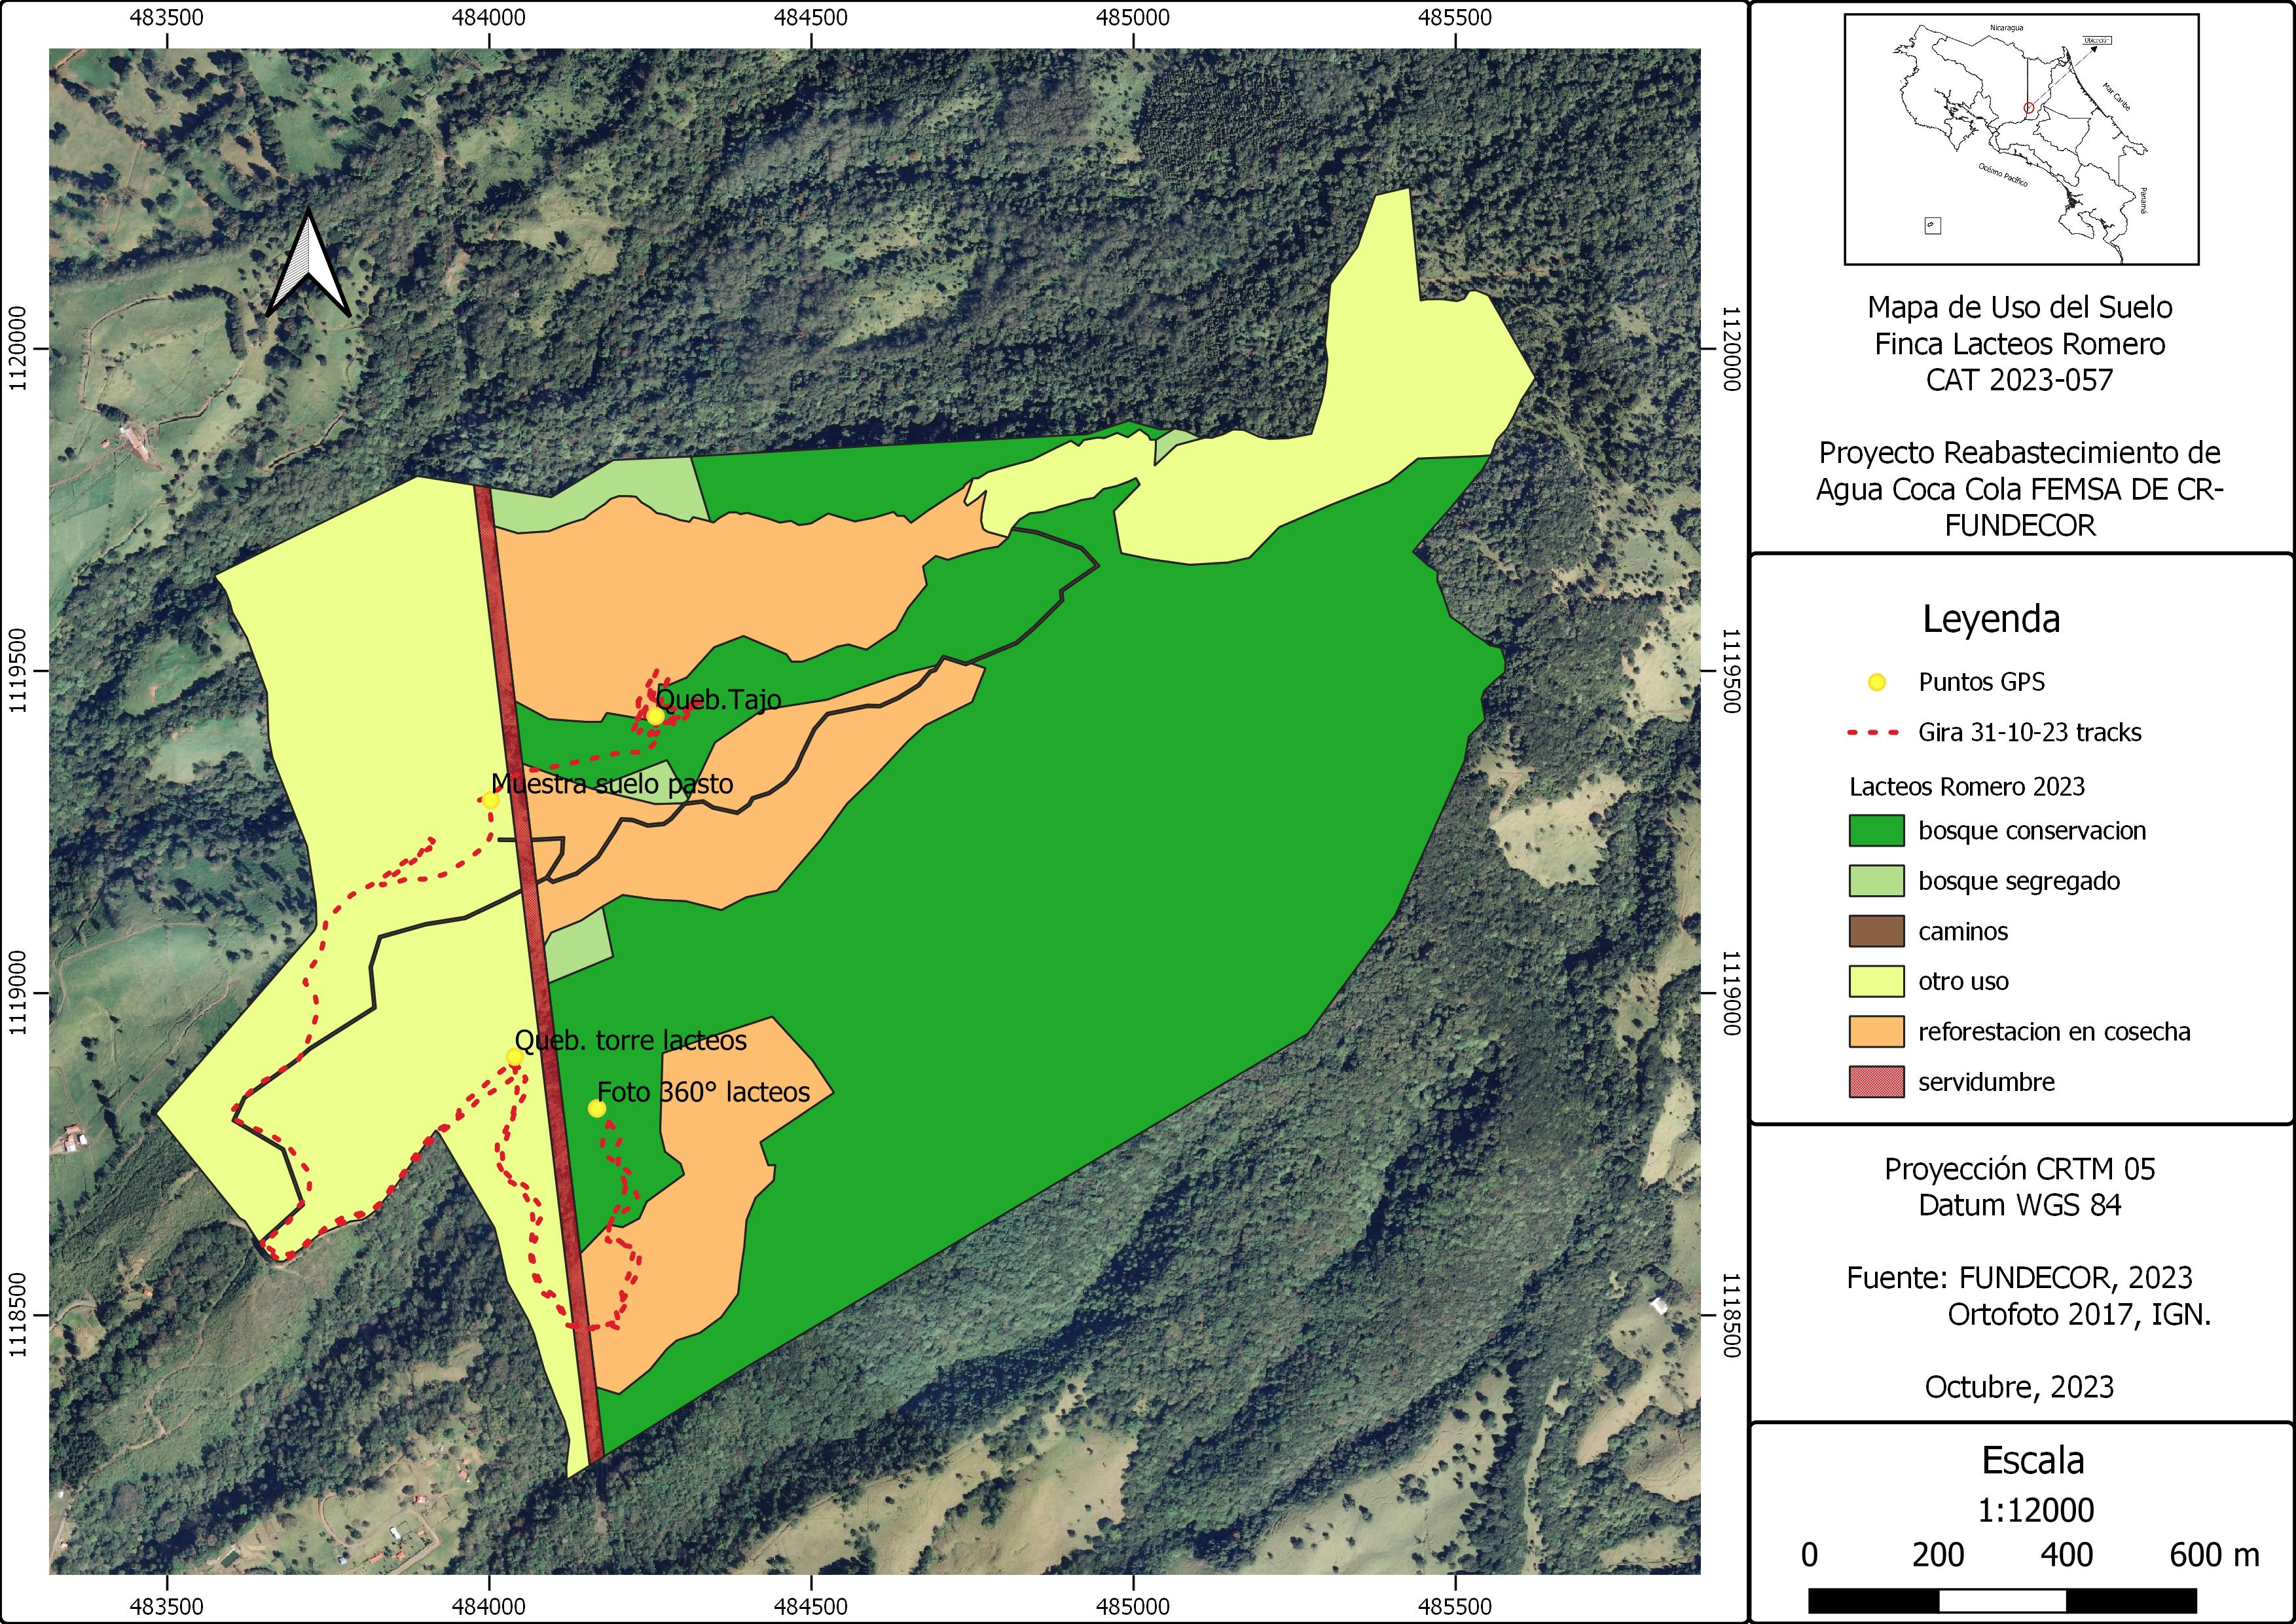 483500 484000 484500 485000 485500
Nicaragua
Ubicación
Mar Caribe
Océano Pacífico
Panamá
Mapa de Uso del Suelo
Finca Lacteos Romero
CAT 2023-057
Proyecto Reabastecimiento de
Agua Coca Cola FEMSA DE CR-
FUNDECOR
1120000 1120000
1119500 1119500
1119000 1119000
1118500 1118500
Queb.Tajo
Muestra suelo pasto
Queb. torre lacteos
Foto 360° lacteos
Leyenda
Puntos GPS
Gira 31-10-23 tracks
Lacteos Romero 2023
bosque conservacion
bosque segregado
caminos
otro uso
reforestacion en cosecha
servidumbre
Proyección CRTM 05
Datum WGS 84
Fuente: FUNDECOR, 2023
Ortofoto 2017, IGN.
Octubre, 2023
Escala
1:12000
0 200 400 600 m
483500 484000 484500 485000 485500